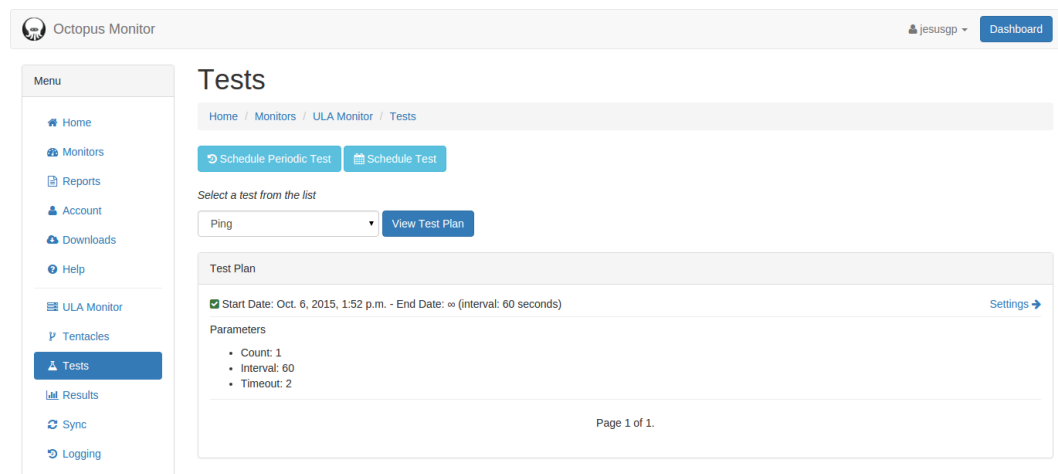 Octopus Monitor
jesusgp
Dashboard
Menu
Home
Monitors
Reports
Account
Downloads
Help
ULA Monitor
Tentacles
Tests
Results
Sync
Logging
Tests
Home / Monitors / ULA Monitor / Tests
Schedule Periodic Test
Schedule Test
Select a test from the list
Ping
View Test Plan
Test Plan
Start Date: Oct. 6, 2015, 1:52 p.m. - End Date: ∞ (interval: 60 seconds)
Settings
Parameters
Count: 1
Interval: 60
Timeout: 2
Page 1 of 1.